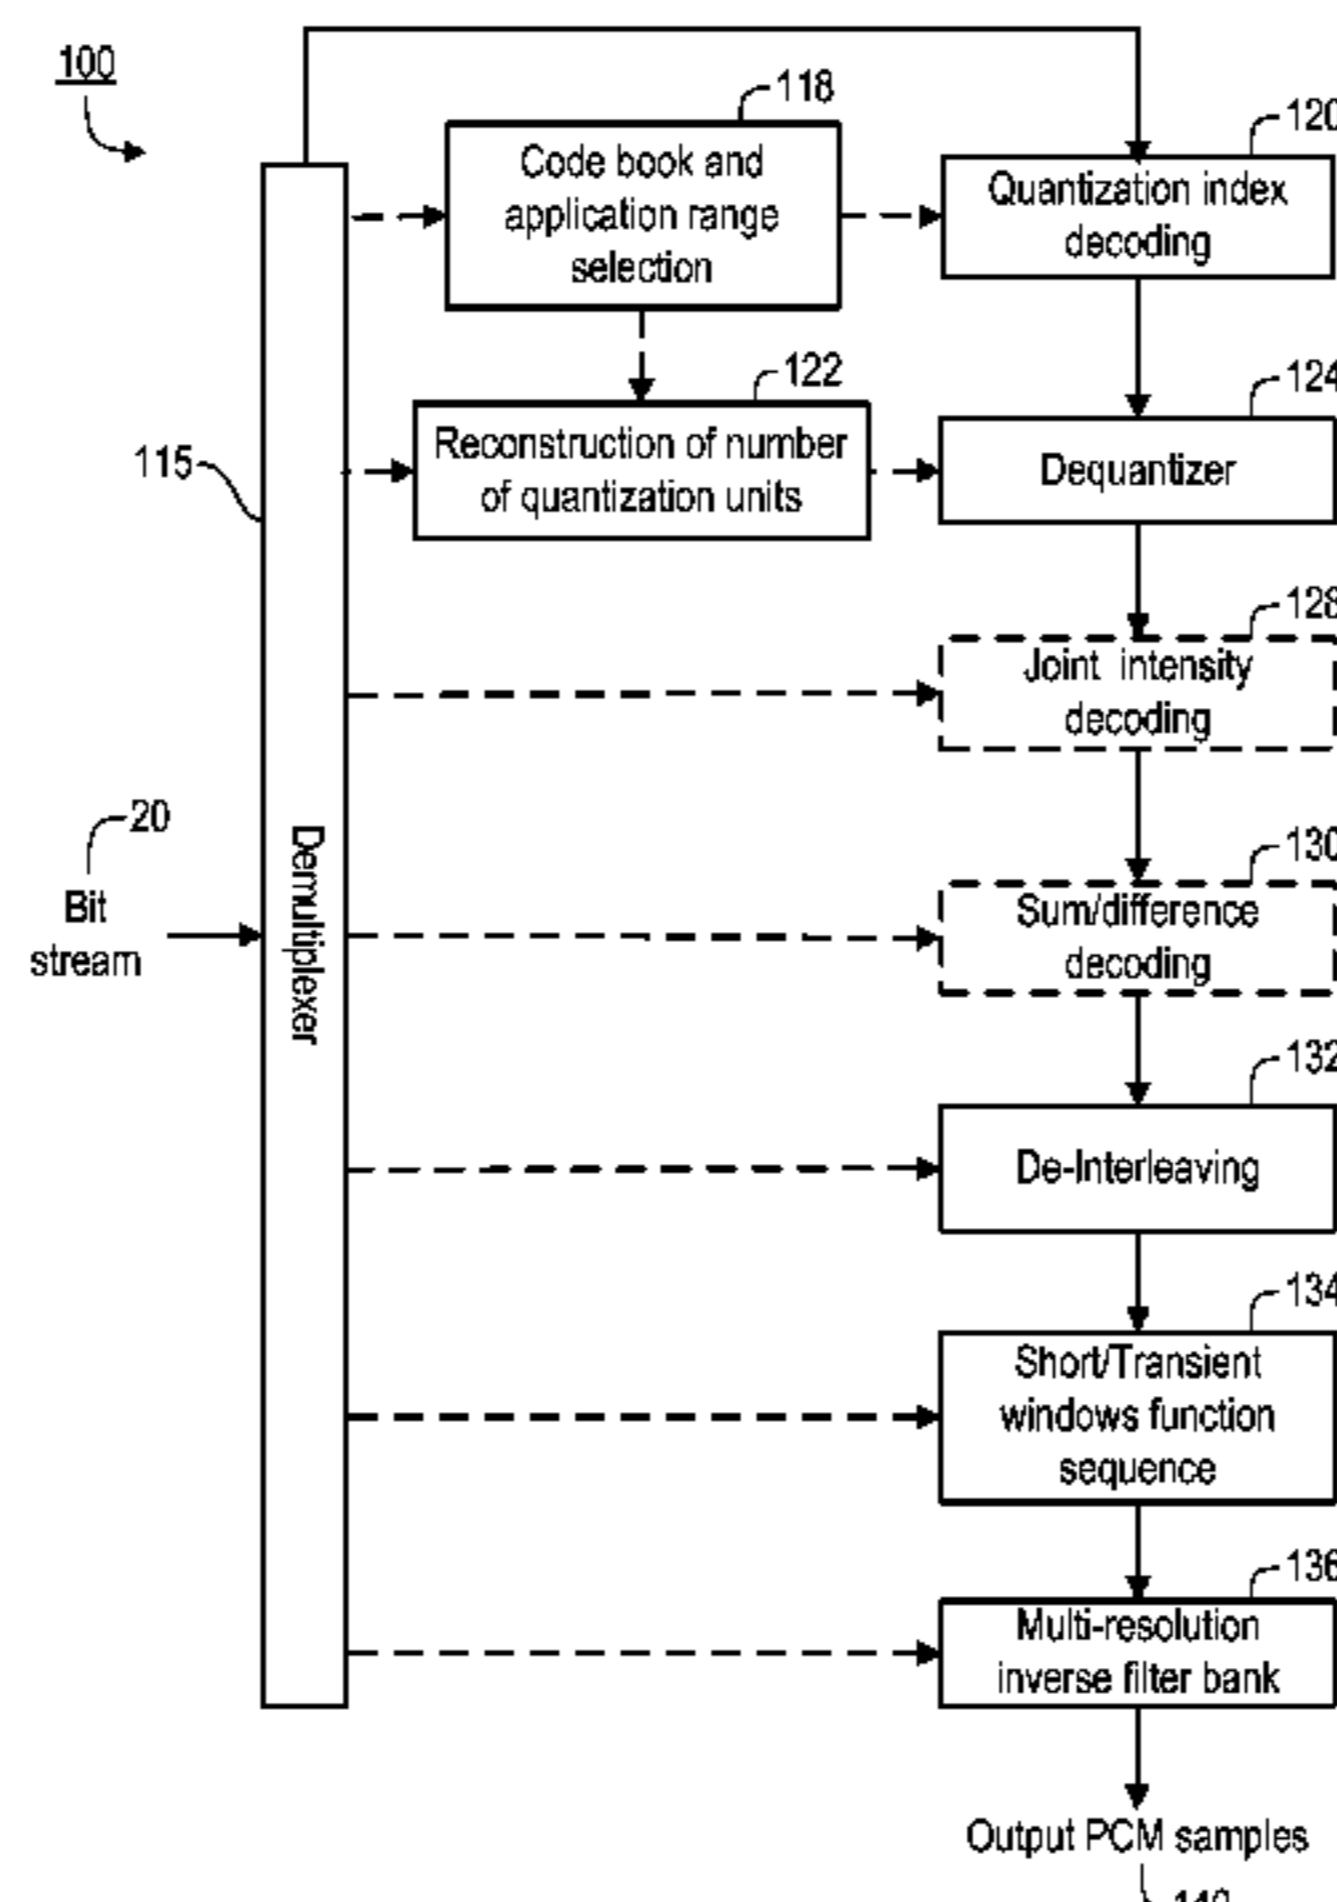 100
118
Code book and
application range
selection
120
Quantization index
decoding
122
Reconstruction of number
of quantization units
124
Dequantizer
115
128
Joint intensity
decoding
20
Bit
stream
Demultiplexer
130
Sum/difference
decoding
132
De-Interleaving
134
Short/Transient
windows function
sequence
136
Multi-resolution
inverse filter bank
Output PCM samples